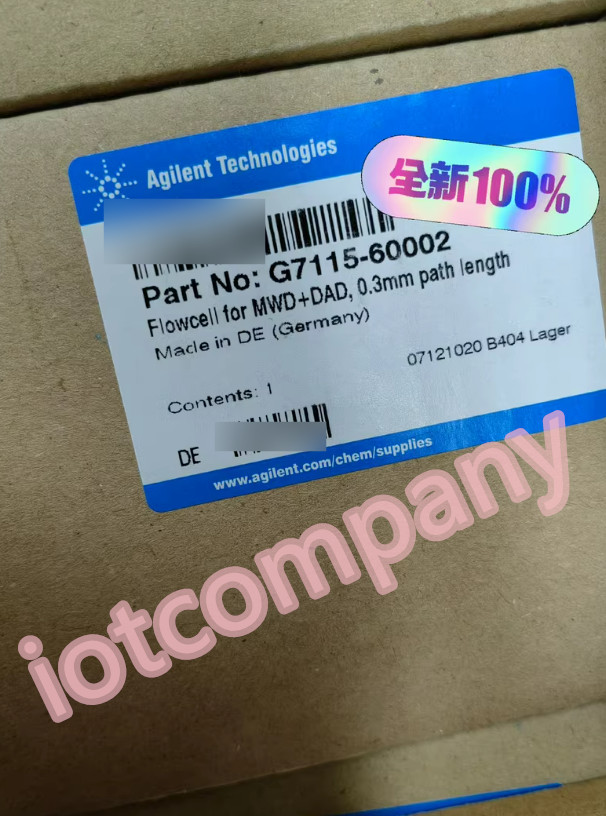 Agilent Technologies
全新100%
Part No: G7115-60002
Flowcell for MWD+DAD, 0.3mm path length
Made in DE (Germany)
07121020 B404 Lager
Contents: 1
DE
www.agilent.com/chem/supplies
iotcompany